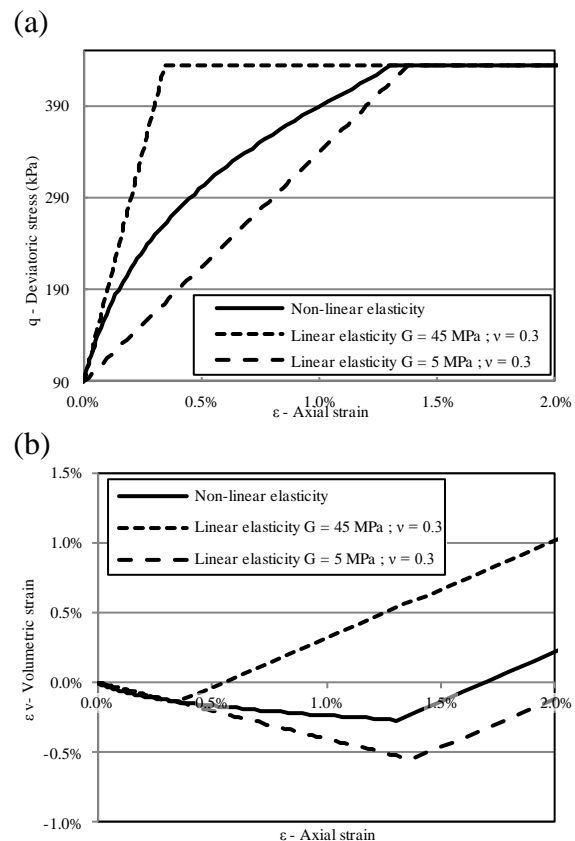 (a)
390
290
190
90
q - Deviatoric stress (kPa)
Non-linear elasticity
Linear elasticity G = 45 MPa ; ν = 0.3
Linear elasticity G = 5 MPa ; ν = 0.3
0.0% 0.5% 1.0% 1.5% 2.0%
ε - Axial strain
(b)
1.5%
1.0%
0.5%
0.0%
-0.5%
-1.0%
ε v- Volumetric strain
Non-linear elasticity
Linear elasticity G = 45 MPa ; ν = 0.3
Linear elasticity G = 5 MPa ; ν = 0.3
0.0% 0.5% 1.0% 1.5% 2.0%
ε - Axial strain